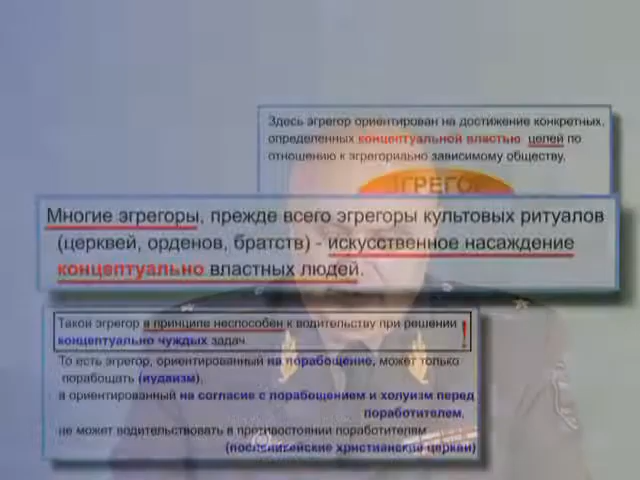 Здесь эгрегор ориентирован на достижение конкретных,
определенных концептуальной властью целей по
отношению к эгрегориально зависимому обществу.
ЭГРЕГОР
Многие эгрегоры, прежде всего эгрегоры культовых ритуалов
(церквей, орденов, братств) - искусственное насаждение
концептуально властных людей.
Такой эгрегор в принципе неспособен к водительству при решении
концептуально чуждых задач !
То есть эгрегор, ориентированный на порабощение, может только
порабощать (иудаизм),
а ориентированный на согласие с порабощением и холуизм перед
поработителем,
не может водительствовать в противостоянии поработителям
(посленикейские христианские церкви)